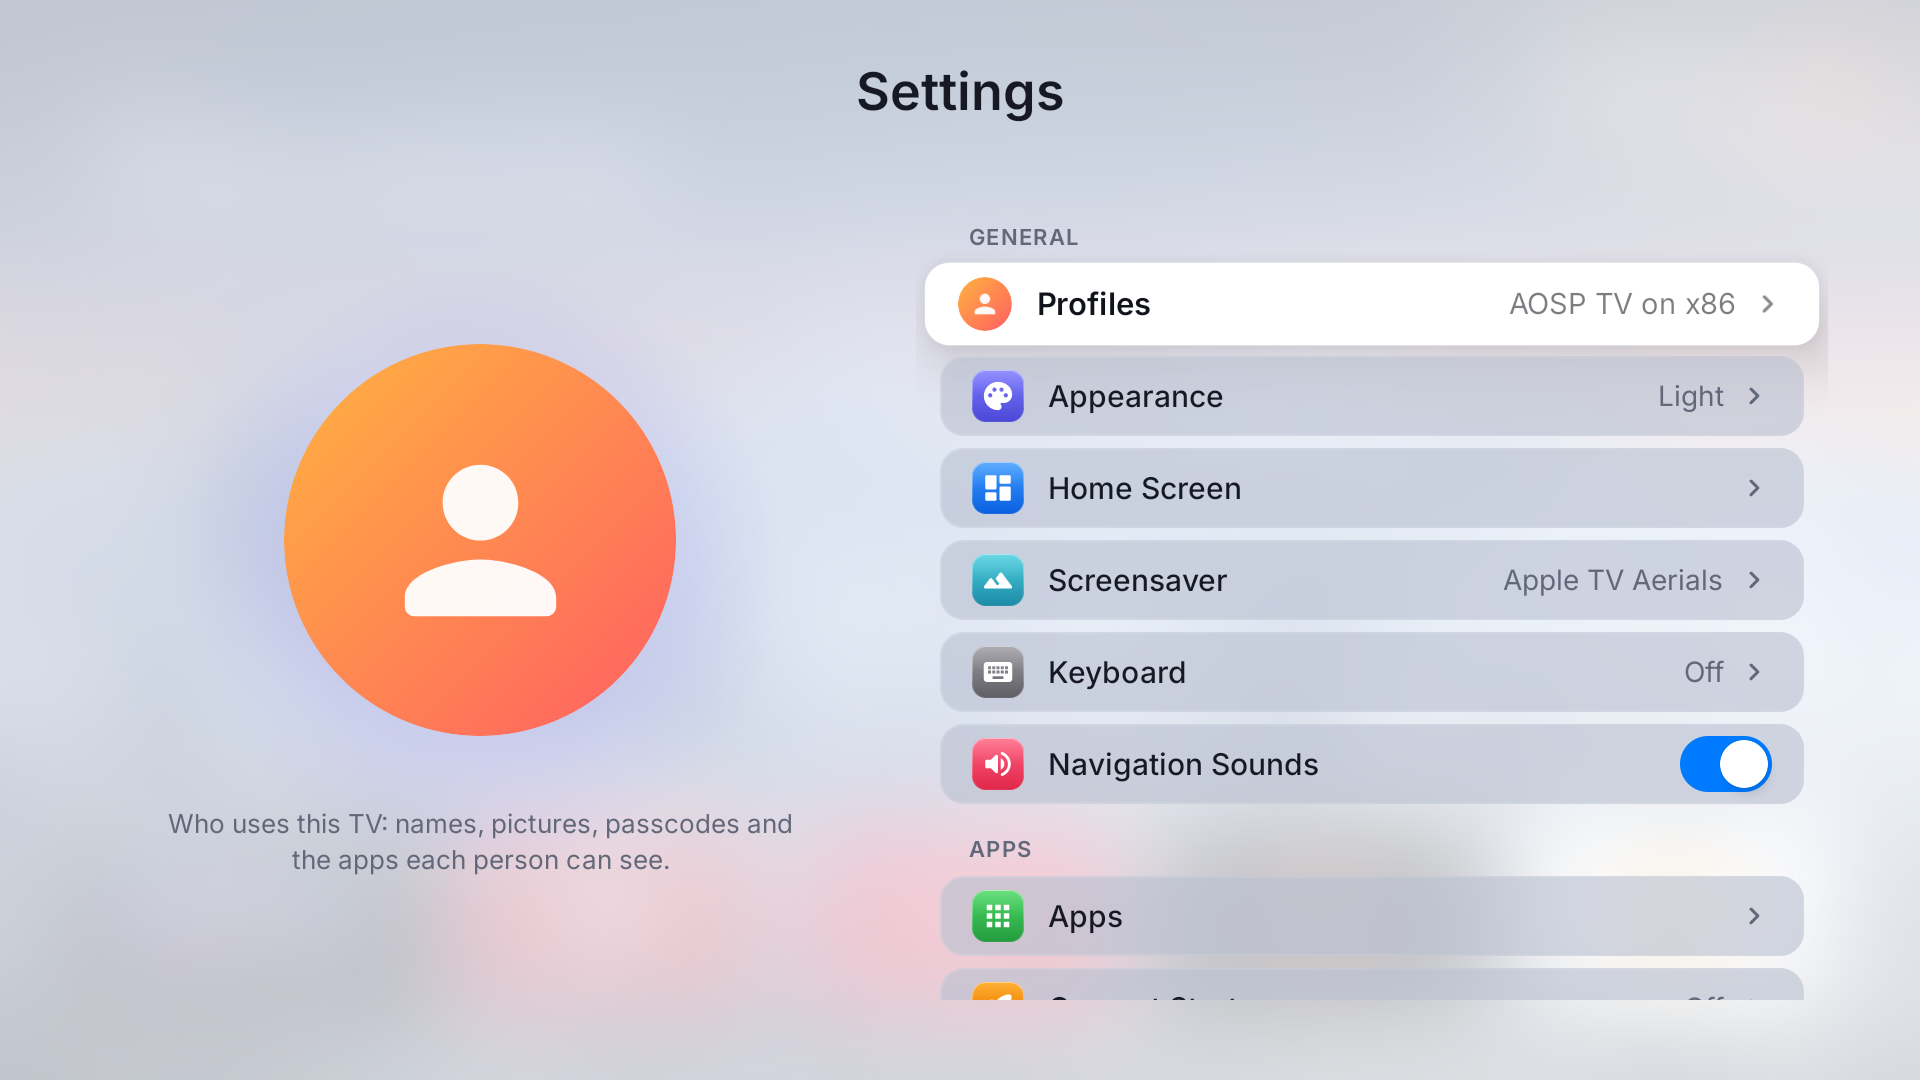 Settings
GENERAL
Profiles AOSP TV on x86
Appearance Light
Home Screen
Screensaver Apple TV Aerials
Keyboard Off
Navigation Sounds
Who uses this TV: names, pictures, passcodes and
the apps each person can see.
APPS
Apps